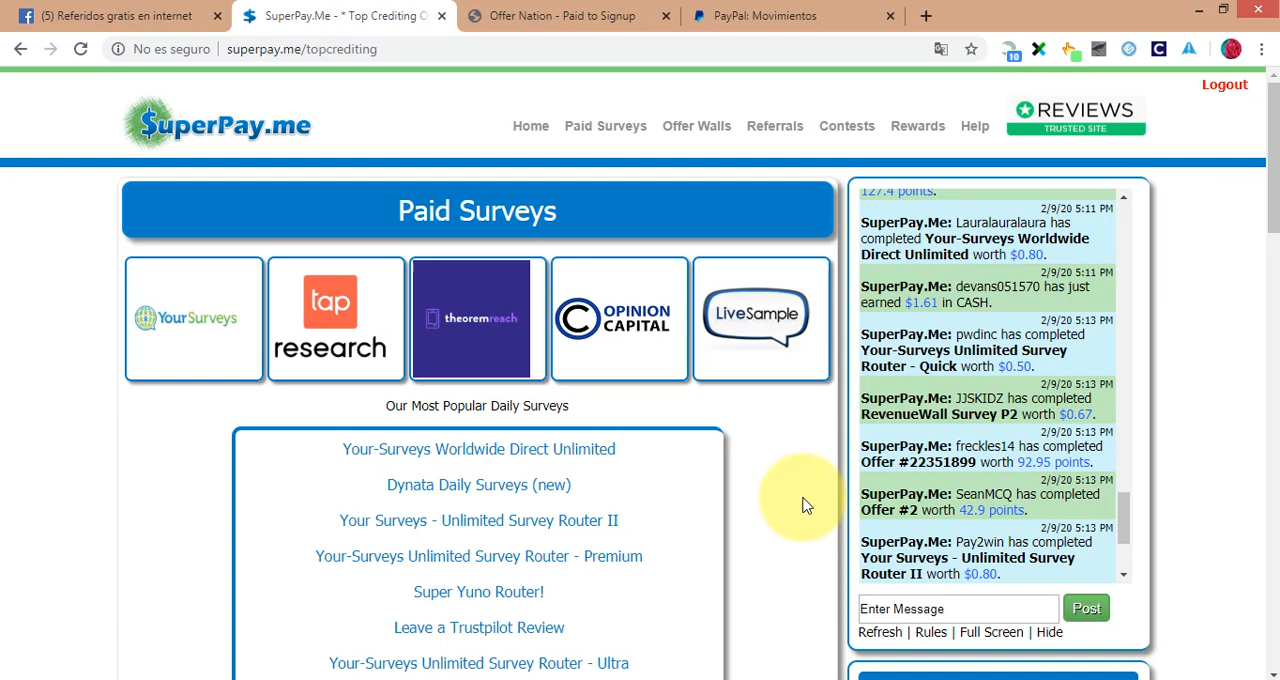 (5) Referidos gratis en internet
SuperPay.Me - * Top Crediting O
Offer Nation - Paid to Signup
PayPal: Movimientos
No es seguro
superpay.me/topcrediting
10
Logout
$uperPay.me
Home
Paid Surveys
Offer Walls
Referrals
Contests
Rewards
Help
REVIEWS
TRUSTED SITE
Paid Surveys
YourSurveys
tap
research
theoremreach
OPINION
CAPITAL
LiveSample
Our Most Popular Daily Surveys
Your-Surveys Worldwide Direct Unlimited
Dynata Daily Surveys (new)
Your Surveys - Unlimited Survey Router II
Your-Surveys Unlimited Survey Router - Premium
Super Yuno Router!
Leave a Trustpilot Review
Your-Surveys Unlimited Survey Router - Ultra
127.4 points.
2/9/20 5:11 PM
SuperPay.Me: Lauralauralaura has
completed Your-Surveys Worldwide
Direct Unlimited worth $0.80.
2/9/20 5:11 PM
SuperPay.Me: devans051570 has just
earned $1.61 in CASH.
2/9/20 5:13 PM
SuperPay.Me: pwdinc has completed
Your-Surveys Unlimited Survey
Router - Quick worth $0.50.
2/9/20 5:13 PM
SuperPay.Me: JJSKIDZ has completed
RevenueWall Survey P2 worth $0.67.
2/9/20 5:13 PM
SuperPay.Me: freckles14 has completed
Offer #22351899 worth 92.95 points.
2/9/20 5:13 PM
SuperPay.Me: SeanMCQ has completed
Offer #2 worth 42.9 points.
2/9/20 5:13 PM
SuperPay.Me: Pay2win has completed
Your Surveys - Unlimited Survey
Router II worth $0.80.
Enter Message
Post
Refresh | Rules | Full Screen | Hide